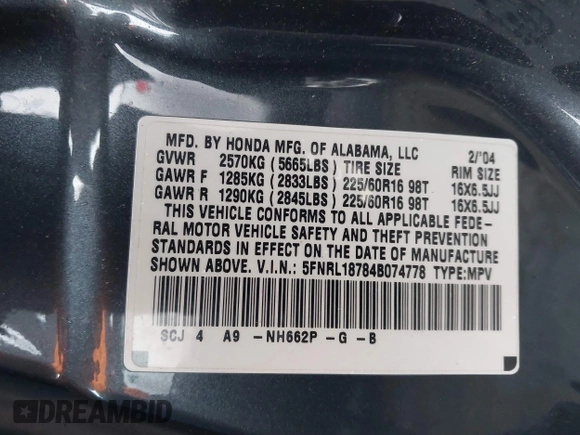 MFD. BY HONDA MFG. OF ALABAMA, LLC 2/'04
GVWR 2570KG (5665LBS) TIRE SIZE RIM SIZE
GAWR F 1285KG (2833LBS) 225/60R16 98T 16X6.5JJ
GAWR R 1290KG (2845LBS) 225/60R16 98T 16X6.5JJ
THIS VEHICLE CONFORMS TO ALL APPLICABLE FEDE-
RAL MOTOR VEHICLE SAFETY AND THEFT PREVENTION
STANDARDS IN EFFECT ON THE DATE OF MANUFACTURE
SHOWN ABOVE. V.I.N.: 5FNRL18784B074778 TYPE:MPV
SCJ 4 A9 -NH662P -G -B
DREAMBID